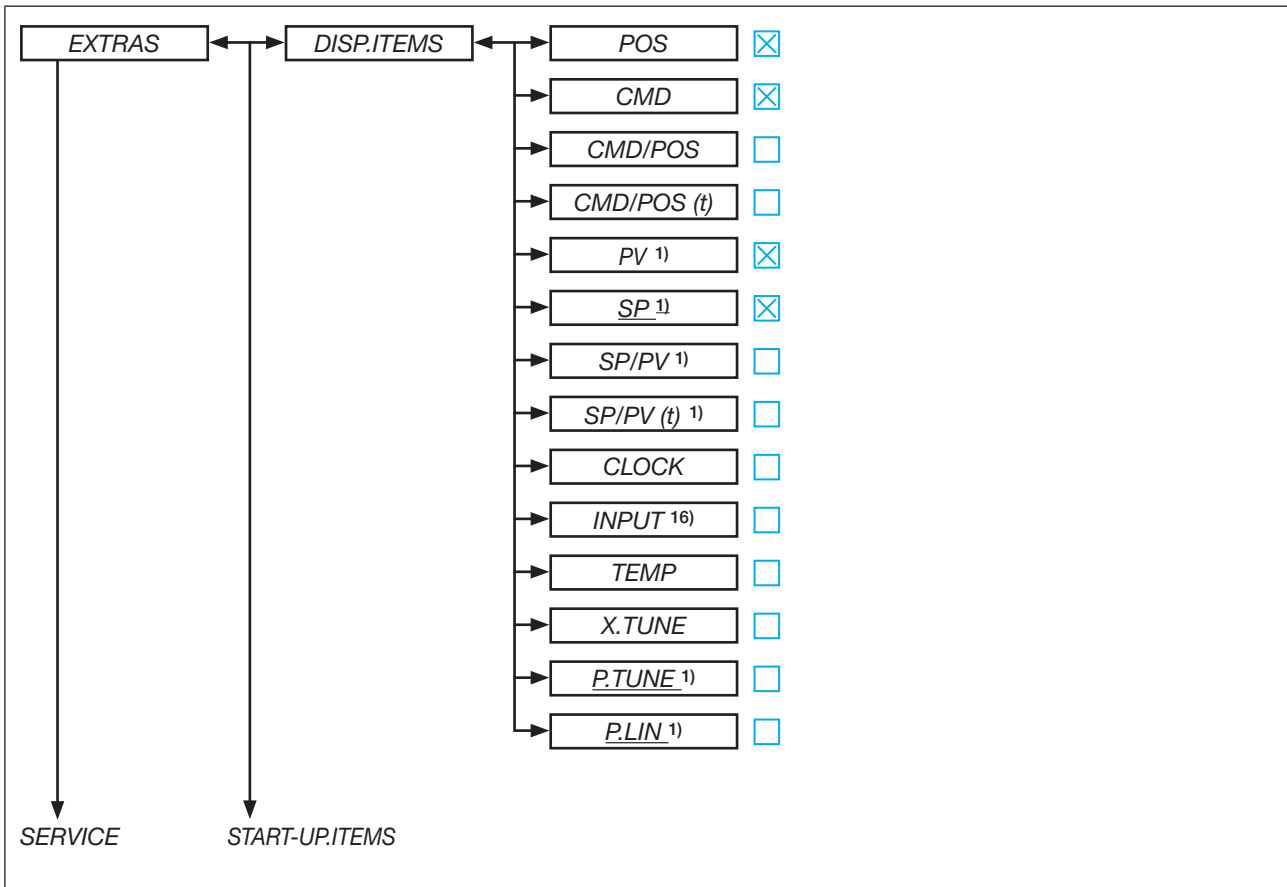 EXTRAS DISP.ITEMS POS
CMD
CMD/POS
CMD/POS (t)
PV 1)
SP 1)
SP/PV 1)
SP/PV (t) 1)
CLOCK
INPUT 16)
TEMP
X.TUNE
P.TUNE 1)
P.LIN 1)
SERVICE START-UP.ITEMS